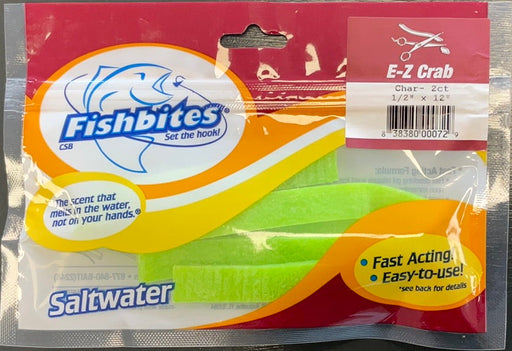 E-Z Crab
Char- 2ct
1/2" x 12"
8 38380 00072 9
Fishbites®
Set the hook!
CSB
The scent that
melts in the water,
not on your hands.®
• Fast Acting!
• Easy-to-use!
*see back for details
Saltwater